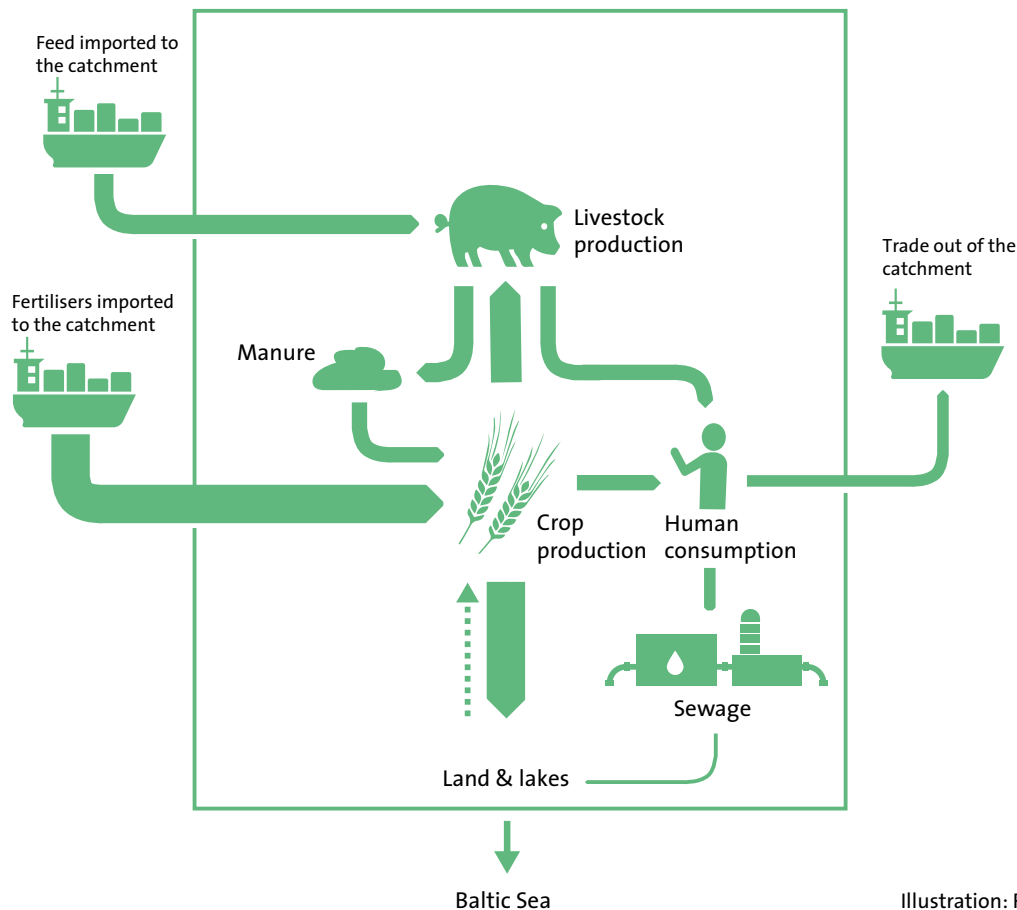 Feed imported to
the catchment
Livestock
production
Trade out of the
catchment
Fertilisers imported
to the catchment
Manure
Crop
production
Human
consumption
Sewage
Land & lakes
Baltic Sea
Illustration: